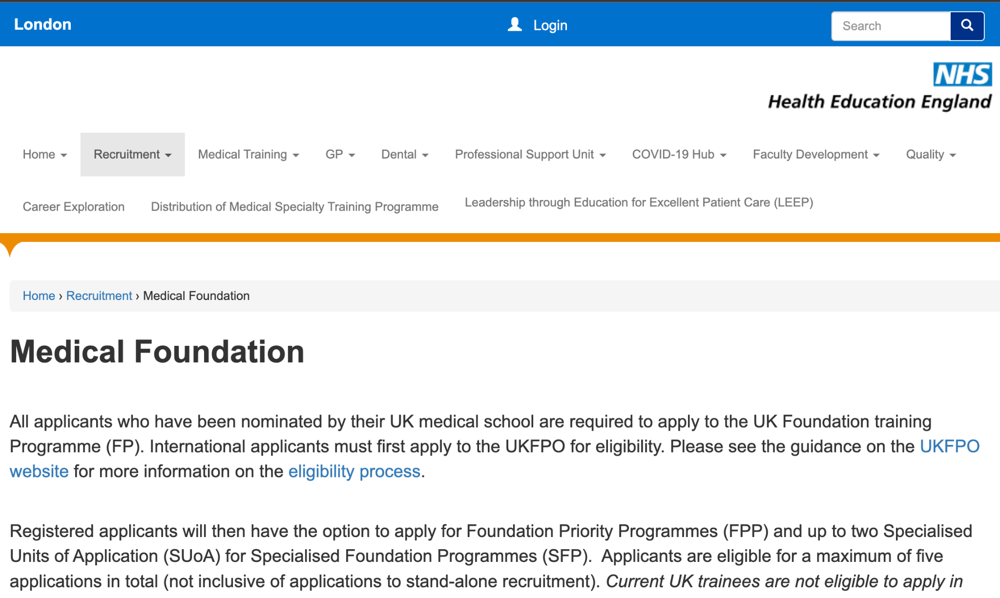 London
Login
Search
NHS
Health Education England
Home
Recruitment
Medical Training
GP
Dental
Professional Support Unit
COVID-19 Hub
Faculty Development
Quality
Career Exploration
Distribution of Medical Specialty Training Programme
Leadership through Education for Excellent Patient Care (LEEP)
Home › Recruitment › Medical Foundation
Medical Foundation
All applicants who have been nominated by their UK medical school are required to apply to the UK Foundation training
Programme (FP). International applicants must first apply to the UKFPO for eligibility. Please see the guidance on the UKFPO
website for more information on the eligibility process.
Registered applicants will then have the option to apply for Foundation Priority Programmes (FPP) and up to two Specialised
Units of Application (SUoA) for Specialised Foundation Programmes (SFP).  Applicants are eligible for a maximum of five
applications in total (not inclusive of applications to stand-alone recruitment). Current UK trainees are not eligible to apply in